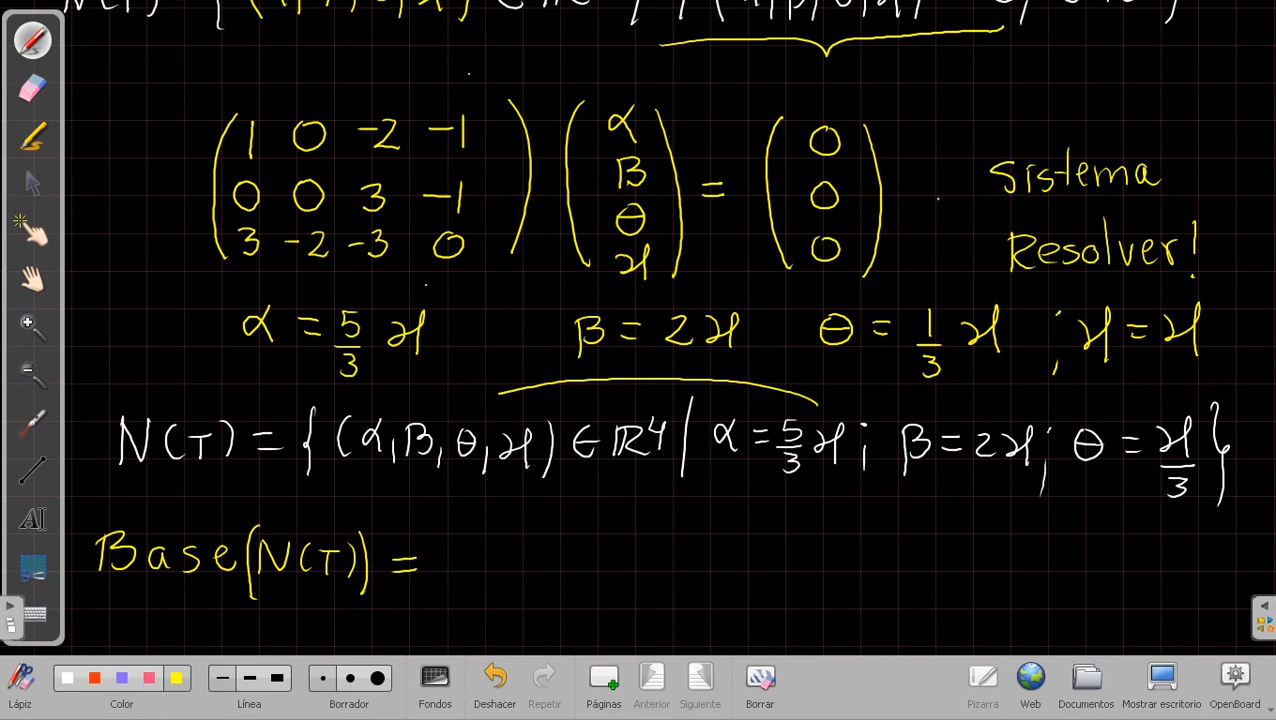 N(T) = {
( 1 0 -2 -1 ) ( α ) ( 0 )
( 0 0 3 -1 ) ( β ) = ( 0 ) Sistema
( 3 -2 -3 0 ) ( θ ) ( 0 ) Resolver!
( ϰ )
α = 5/3 ϰ β = 2ϰ θ = 1/3 ϰ ; ϰ = ϰ
N(T) = { (α, β, θ, ϰ) ∈ ℝ⁴ | α = 5/3 ϰ ; β = 2ϰ ; θ = ϰ/3 }
Base(N(T)) =
Lápiz Color Línea Borrador Fondos Deshacer Repetir Páginas Anterior Siguiente Borrar Pizarra Web Documentos Mostrar escritorio OpenBoard